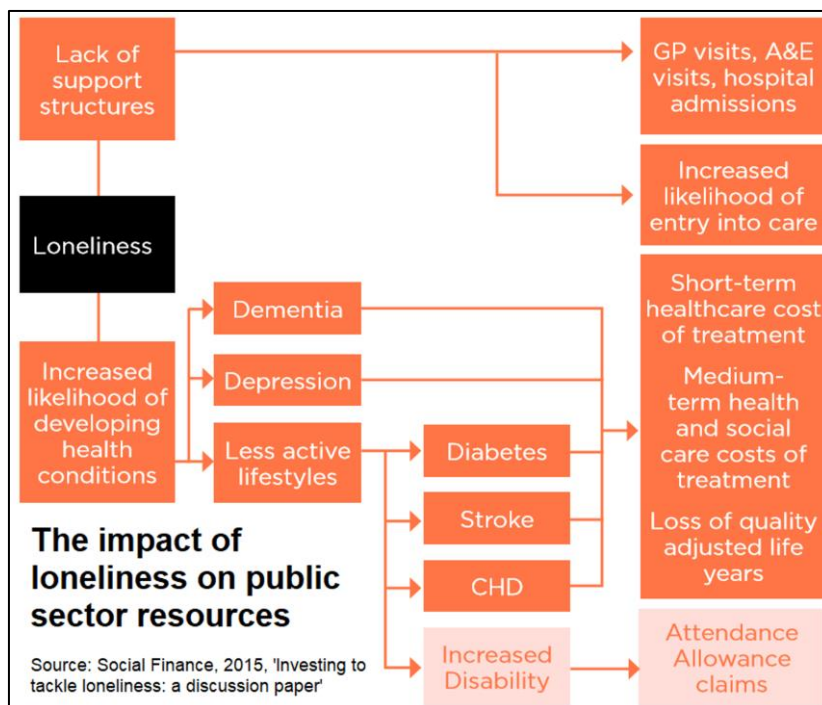 Lack of
support
structures
GP visits, A&E
visits, hospital
admissions
Increased
likelihood of
entry into care
Loneliness
Increased
likelihood of
developing
health
conditions
Dementia
Depression
Less active
lifestyles
Diabetes
Stroke
CHD
Increased
Disability
Short-term
healthcare cost
of treatment
Medium-
term health
and social
care costs of
treatment
Loss of quality
adjusted life
years
Attendance
Allowance
claims
The impact of
loneliness on public
sector resources
Source: Social Finance, 2015, 'Investing to
tackle loneliness: a discussion paper'